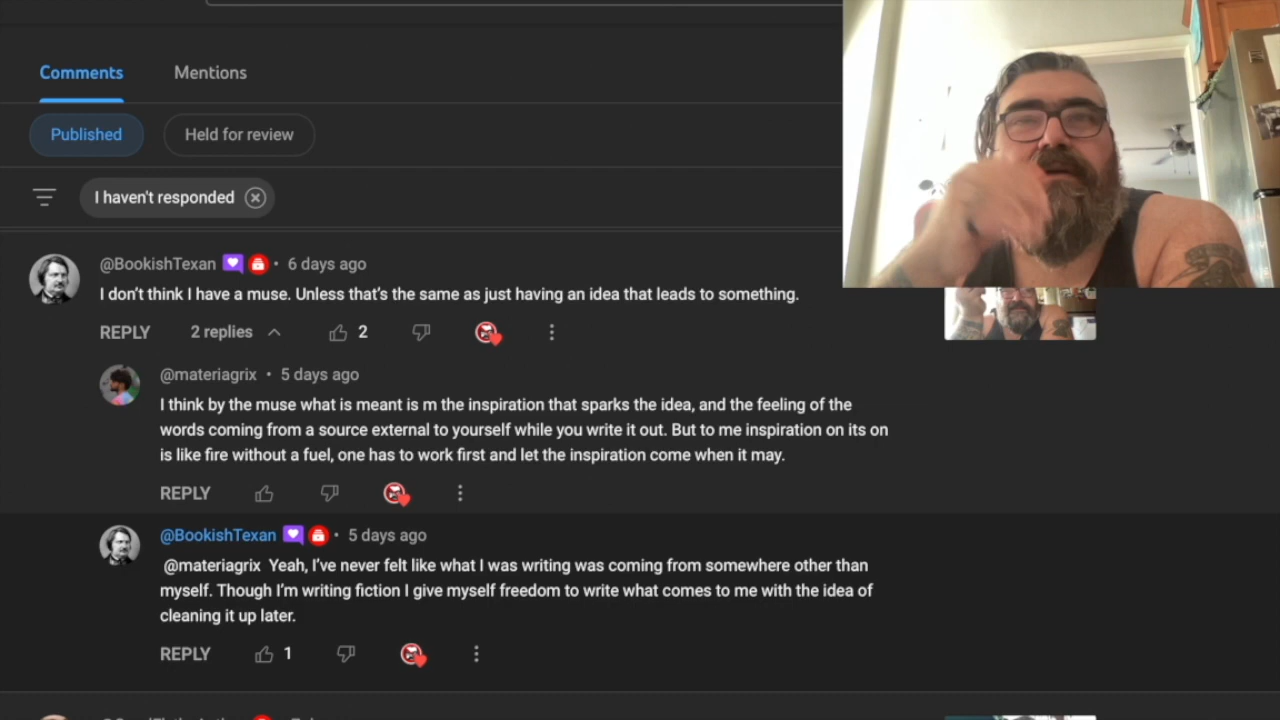 Comments Mentions
Published Held for review
I haven't responded
@BookishTexan • 6 days ago
I don’t think I have a muse. Unless that’s the same as just having an idea that leads to something.
REPLY 2 replies 2
@materiagrix • 5 days ago
I think by the muse what is meant is m the inspiration that sparks the idea, and the feeling of the
words coming from a source external to yourself while you write it out. But to me inspiration on its on
is like fire without a fuel, one has to work first and let the inspiration come when it may.
REPLY
@BookishTexan • 5 days ago
@materiagrix Yeah, I’ve never felt like what I was writing was coming from somewhere other than
myself. Though I’m writing fiction I give myself freedom to write what comes to me with the idea of
cleaning it up later.
REPLY 1